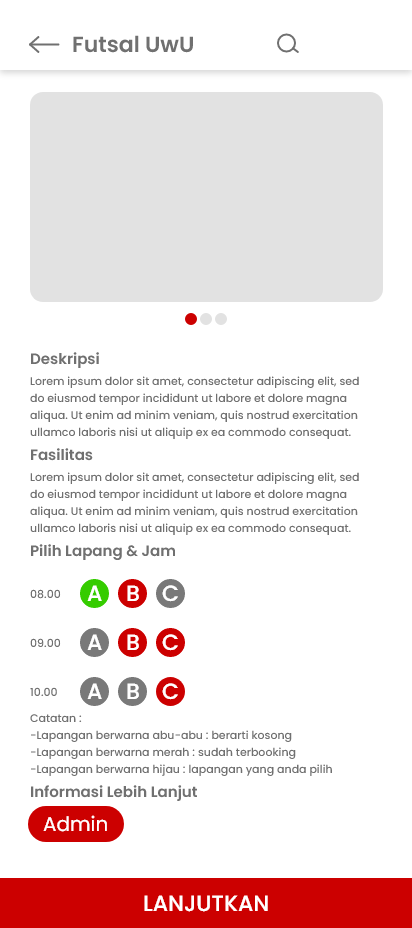 Futsal UwU
Deskripsi
Lorem ipsum dolor sit amet, consectetur adipiscing elit, sed
do eiusmod tempor incididunt ut labore et dolore magna
aliqua. Ut enim ad minim veniam, quis nostrud exercitation
ullamco laboris nisi ut aliquip ex ea commodo consequat.
Fasilitas
Lorem ipsum dolor sit amet, consectetur adipiscing elit, sed
do eiusmod tempor incididunt ut labore et dolore magna
aliqua. Ut enim ad minim veniam, quis nostrud exercitation
ullamco laboris nisi ut aliquip ex ea commodo consequat.
Pilih Lapang & Jam
08.00 A B C
09.00 A B C
10.00 A B C
Catatan :
-Lapangan berwarna abu-abu : berarti kosong
-Lapangan berwarna merah : sudah terbooking
-Lapangan berwarna hijau : lapangan yang anda pilih
Informasi Lebih Lanjut
Admin
LANJUTKAN